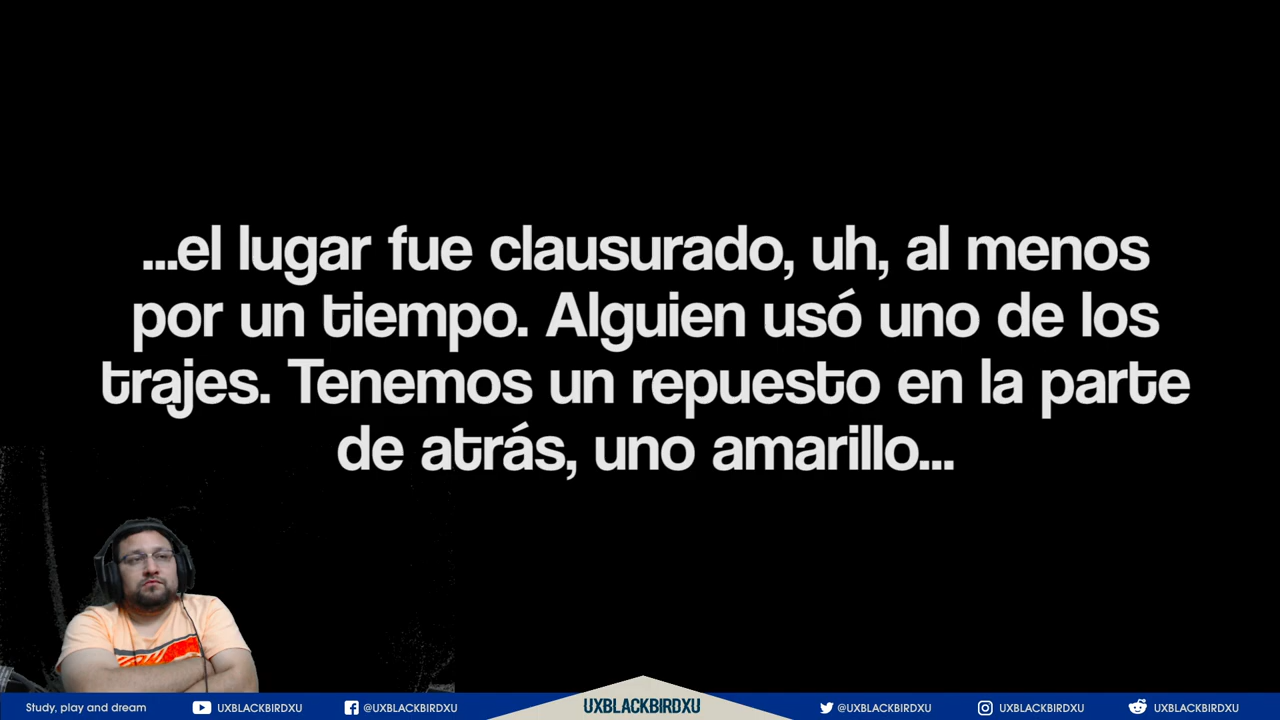 ...el lugar fue clausurado, uh, al menos
por un tiempo. Alguien usó uno de los
trajes. Tenemos un repuesto en la parte
de atrás, uno amarillo...
Study, play and dream UXBLACKBIRDXU @UXBLACKBIRDXU UXBLACKBIRDXU @UXBLACKBIRDXU UXBLACKBIRDXU UXBLACKBIRDXU